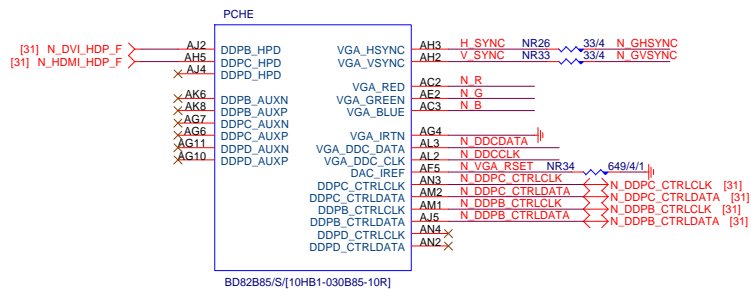 PCHE
[31] N_DVI_HDP_F AJ2 DDPB_HPD VGA_HSYNC AH3 H_SYNC NR26 33/4 N_GHSYNC
[31] N_HDMI_HDP_F AH5 DDPC_HPD VGA_VSYNC AH2 V_SYNC NR33 33/4 N_GVSYNC
AJ4 DDPD_HPD
VGA_RED AC2 N_R
AK6 DDPB_AUXN VGA_GREEN AE2 N_G
AK8 DDPB_AUXP VGA_BLUE AC3 N_B
AG7 DDPC_AUXN
AG6 DDPC_AUXP VGA_IRTN AG4
AG11 DDPD_AUXN VGA_DDC_DATA AL3 N_DDCDATA
AG10 DDPD_AUXP VGA_DDC_CLK AL2 N_DDCCLK
DAC_IREF AF5 N_VGA_RSET NR34 649/4/1
DDPC_CTRLCLK AN3 N_DDPC_CTRLCLK N_DDPC_CTRLCLK [31]
DDPC_CTRLDATA AM2 N_DDPC_CTRLDATA N_DDPC_CTRLDATA [31]
DDPB_CTRLCLK AM1 N_DDPB_CTRLCLK N_DDPB_CTRLCLK [31]
DDPB_CTRLDATA AJ5 N_DDPB_CTRLDATA N_DDPB_CTRLDATA [31]
DDPD_CTRLCLK AN4
DDPD_CTRLDATA AN2
BD82B85/S/[10HB1-030B85-10R]